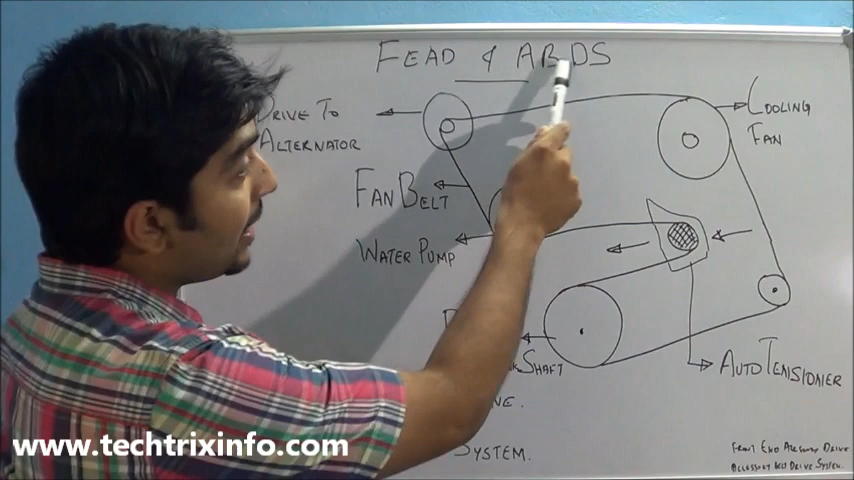 FEAD & ABDS
DRIVE TO
ALTERNATOR
COOLING
FAN
FAN BELT
WATER PUMP
SHAFT
AUTO TENSIONER
SYSTEM.
FRONT END ACCESSORY DRIVE
ACCESSORY BELT DRIVE SYSTEM.
www.techtrixinfo.com